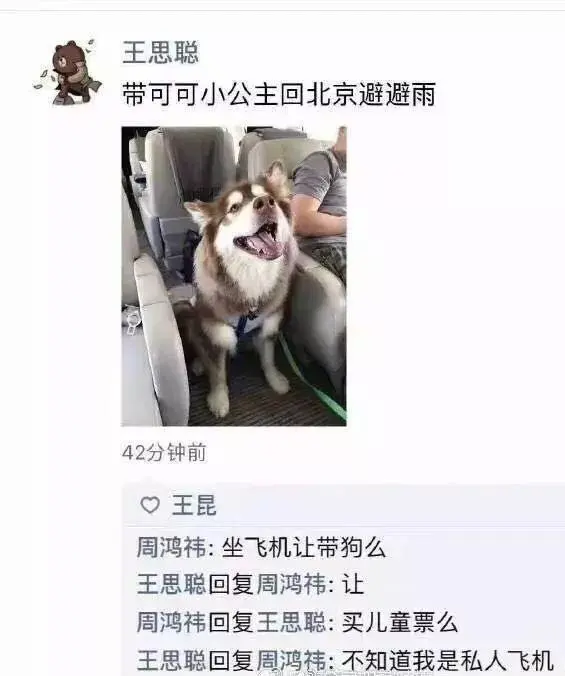 王思聪
带可可小公主回北京避避雨
42分钟前
王昆
周鸿祎: 坐飞机让带狗么
王思聪回复周鸿祎: 让
周鸿祎回复王思聪: 买儿童票么
王思聪回复周鸿祎: 不知道我是私人飞机